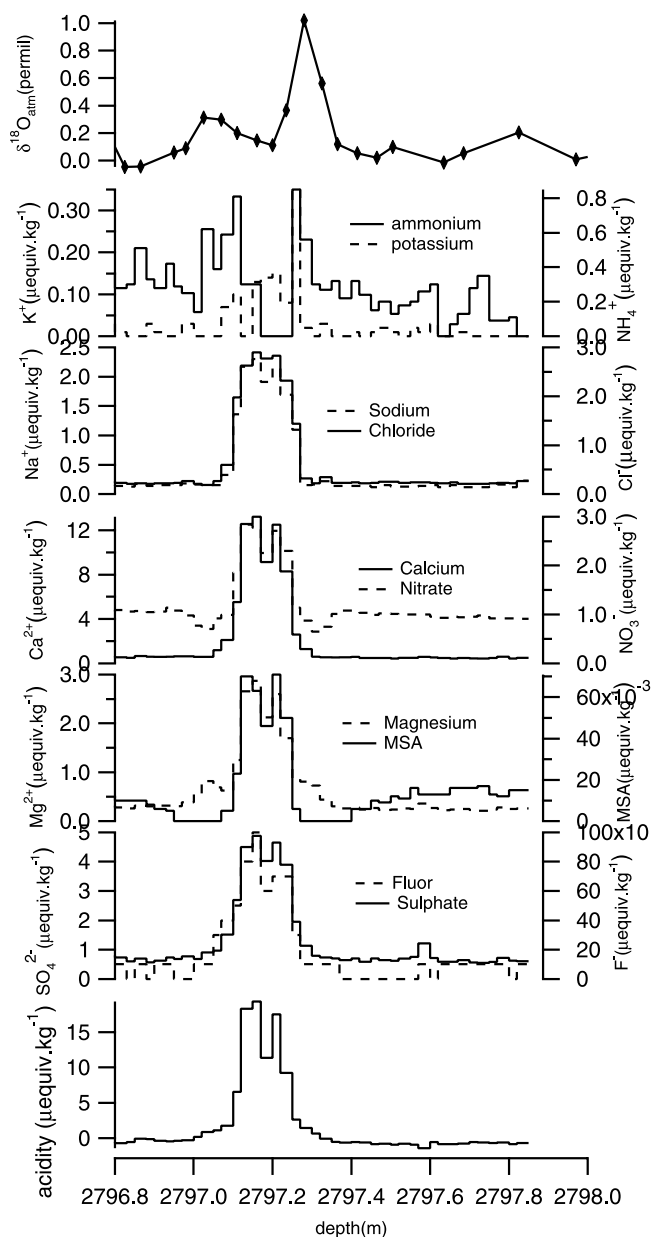 δ18Oatm(permil)
1.0
0.8
0.6
0.4
0.2
0.0
K+(µequiv.kg-1)
0.30
0.20
0.10
0.00
ammonium
potassium
0.8
0.6
0.4
0.2
0.0
NH4+(µequiv.kg-1)
Na+(µequiv.kg-1)
2.5
2.0
1.5
1.0
0.5
0.0
Sodium
Chloride
3.0
2.0
1.0
0.0
Cl-(µequiv.kg-1)
Ca2+(µequiv.kg-1)
12
8
4
0
Calcium
Nitrate
3.0
2.0
1.0
0.0
NO3-(µequiv.kg-1)
Mg2+(µequiv.kg-1)
3.0
2.0
1.0
0.0
Magnesium
MSA
60x10-3
40
20
0
MSA(µequiv.kg-1)
SO42-(µequiv.kg-1)
5
4
3
2
1
0
Fluor
Sulphate
100x10
80
60
40
20
0
F-(µequiv.kg-1)
acidity (µequiv.kg-1)
15
10
5
0
2796.8 2797.0 2797.2 2797.4 2797.6 2797.8 2798.0
depth(m)